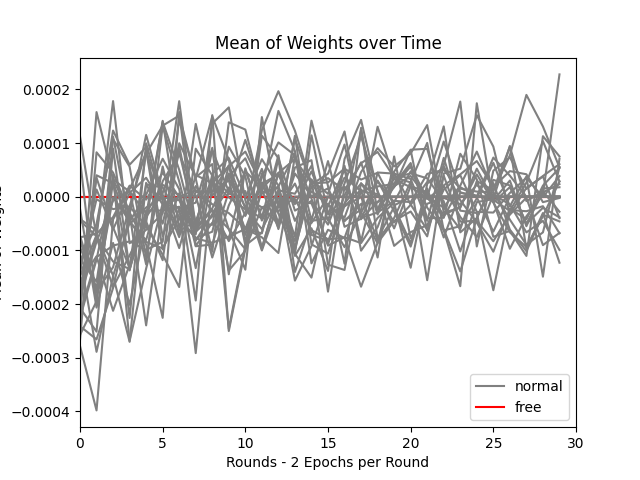 Mean of Weights over Time
0.0002
0.0001
0.0000
−0.0001
−0.0002
−0.0003
−0.0004
Mean of Weights
0
5
10
15
20
25
30
Rounds - 2 Epochs per Round
normal
free